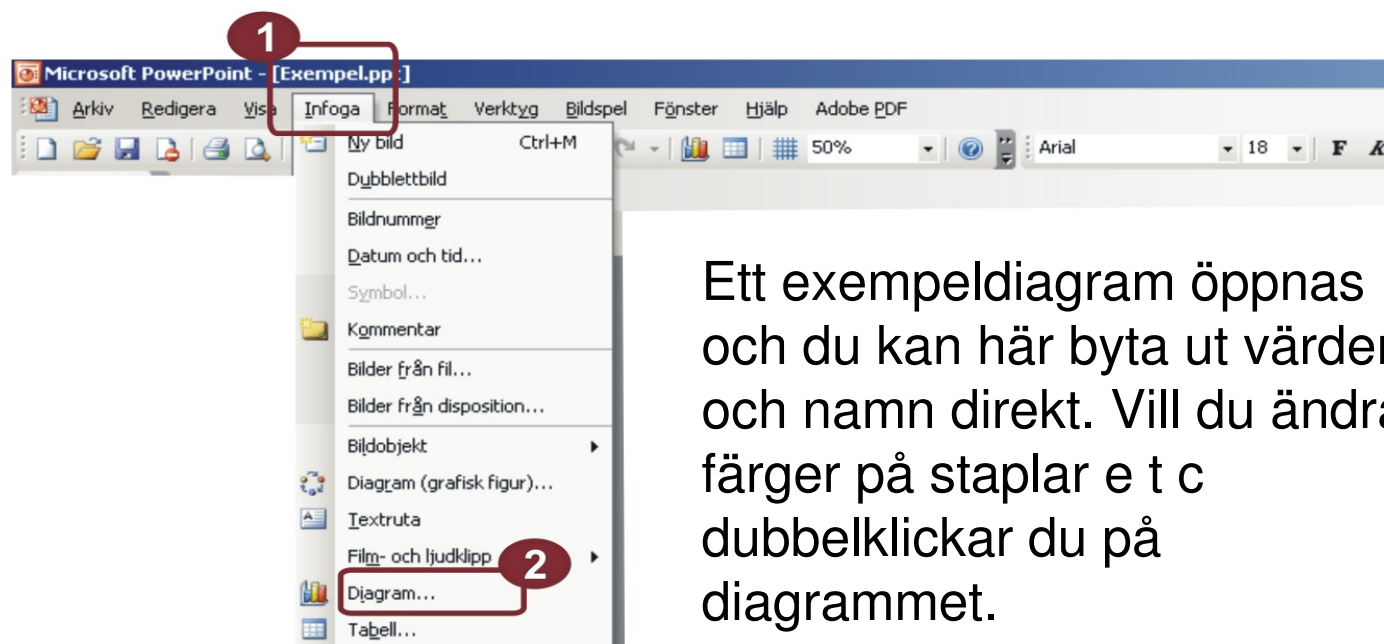 1
Microsoft PowerPoint - [Exempel.ppt]
Arkiv Redigera Visa Infoga Format Verktyg Bildspel Fönster Hjälp Adobe PDF
50% Arial 18 F K
Ny bild Ctrl+M
Dubblettbild
Bildnummer
Datum och tid...
Symbol...
Kommentar
Bilder från fil...
Bilder från disposition...
Bildobjekt
Diagram (grafisk figur)...
Textruta
Film- och ljudklipp
2
Diagram...
Tabell...
Ett exempeldiagram öppnas
och du kan här byta ut värden
och namn direkt. Vill du ändra
färger på staplar e t c
dubbelklickar du på
diagrammet.